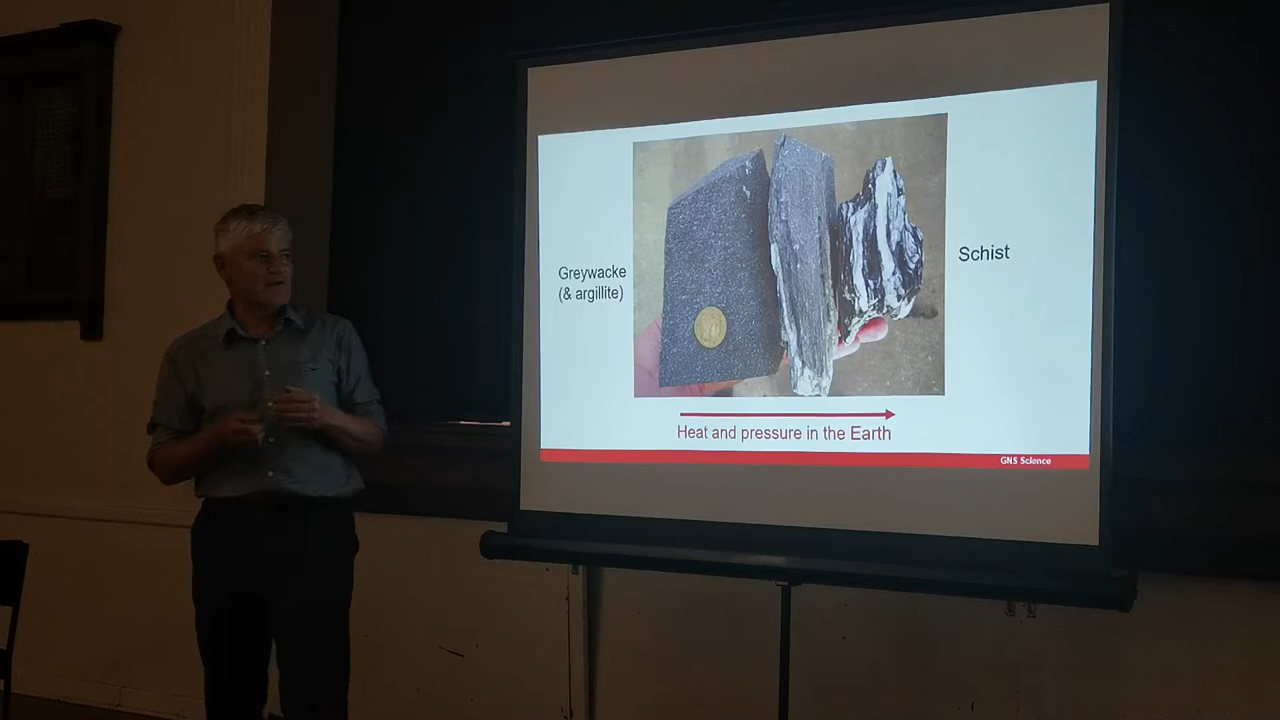 Greywacke
(& argillite)
Schist
Heat and pressure in the Earth
GNS Science